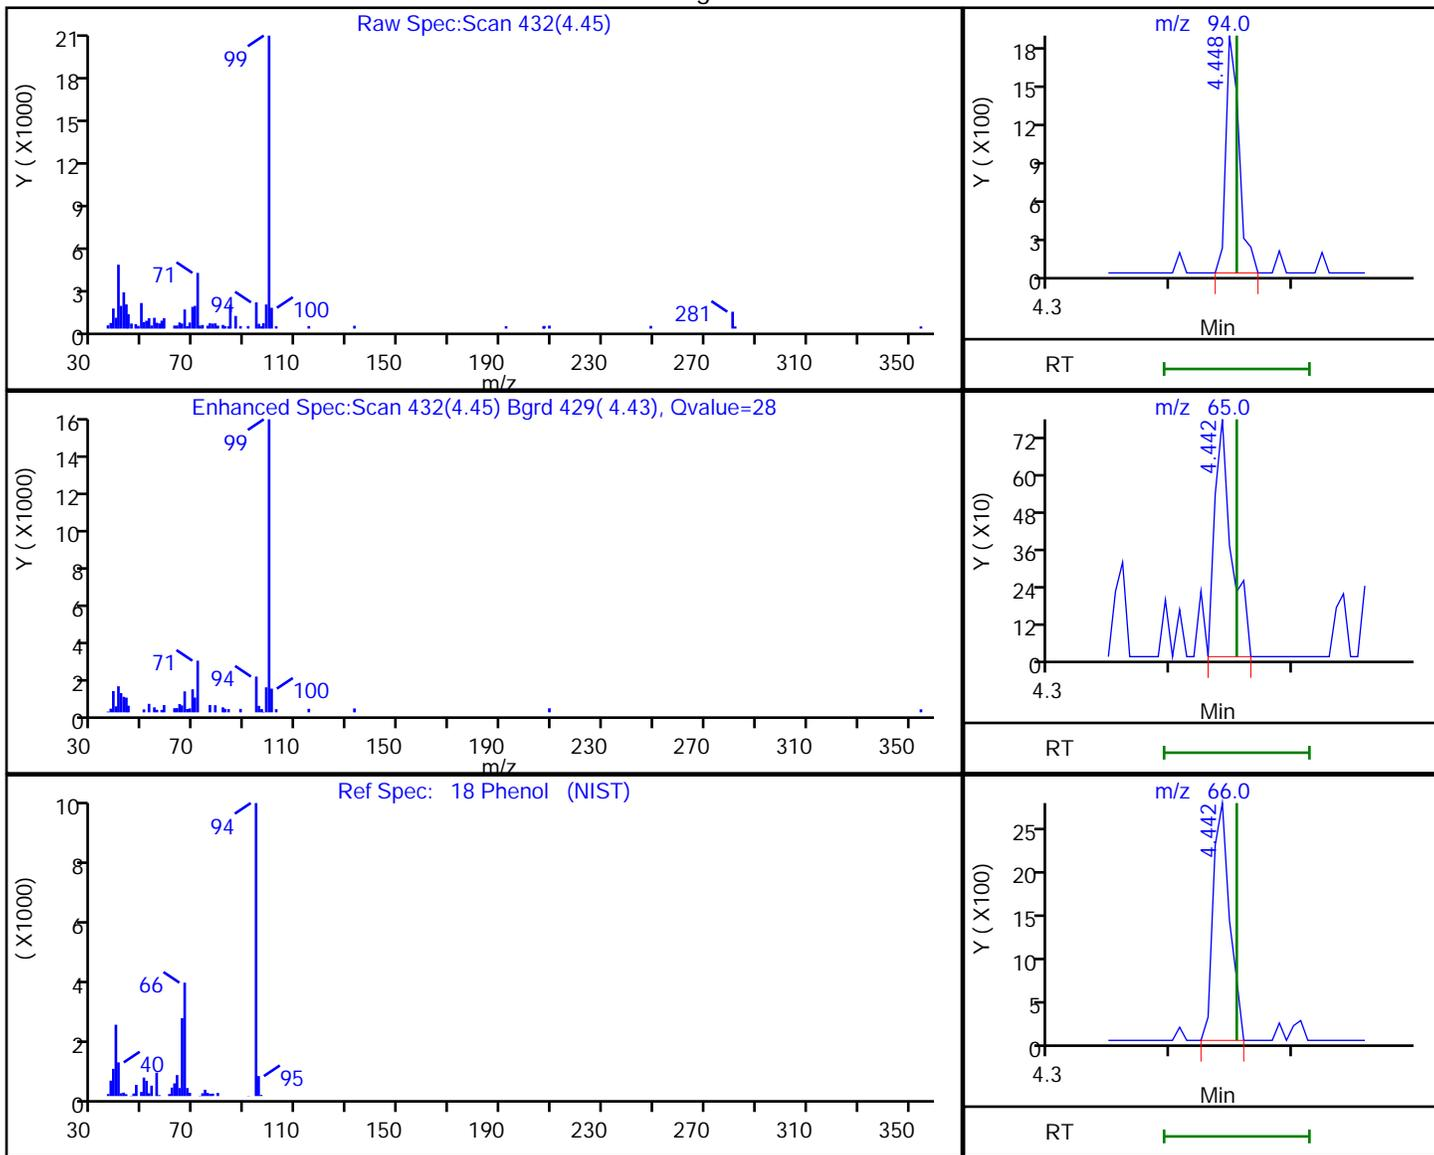 Raw Spec:Scan 432(4.45)
Y ( X1000)
21
18
15
12
9
6
3
0
99
71
94
100
281
30 70 110 150 190 230 270 310 350
m/z
m/z 94.0
Y ( X100)
18
15
12
9
6
3
0
4.448
4.3
Min
RT
Enhanced Spec:Scan 432(4.45) Bgrd 429( 4.43), Qvalue=28
Y ( X1000)
16
14
12
10
8
6
4
2
0
99
71
94
100
30 70 110 150 190 230 270 310 350
m/z
m/z 65.0
Y ( X10)
72
60
48
36
24
12
0
4.442
4.3
Min
RT
Ref Spec: 18 Phenol (NIST)
( X1000)
10
8
6
4
2
0
94
66
40
95
30 70 110 150 190 230 270 310 350
m/z 66.0
Y ( X100)
25
20
15
10
5
0
4.442
4.3
Min
RT